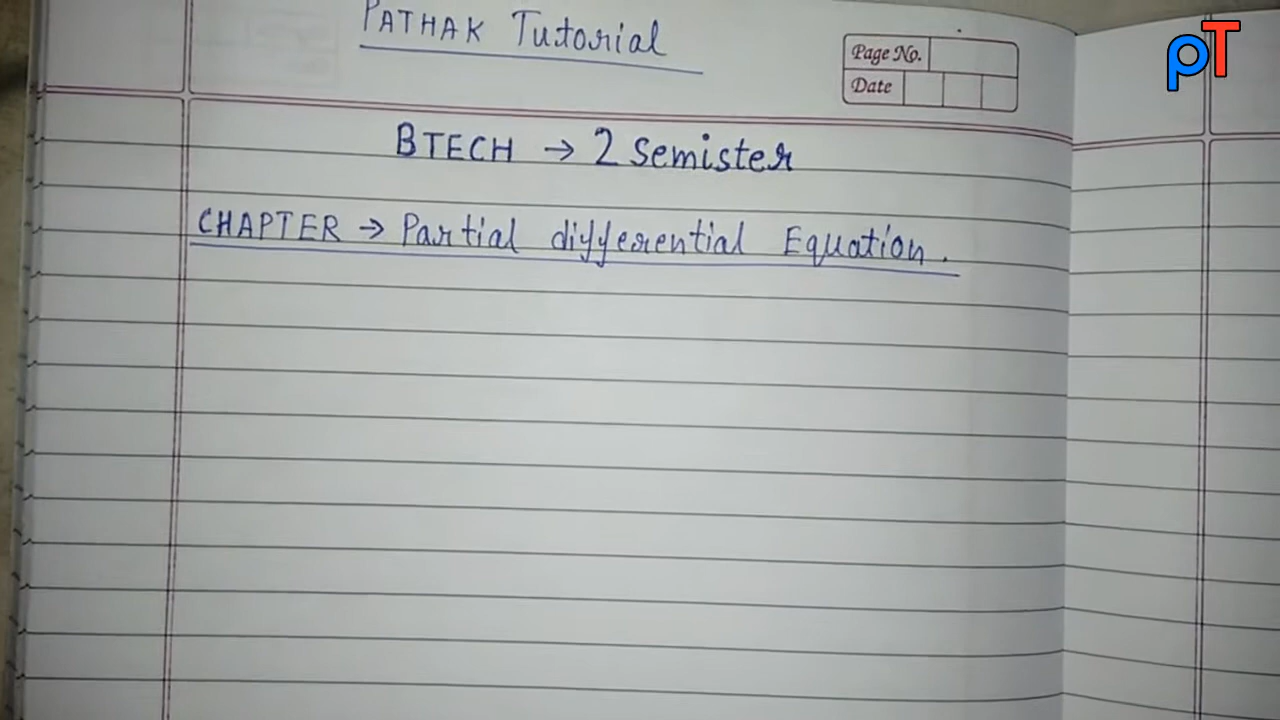 PATHAK Tutorial
Page No.
Date
pT
BTECH → 2 Semister
CHAPTER → Partial differential Equation.